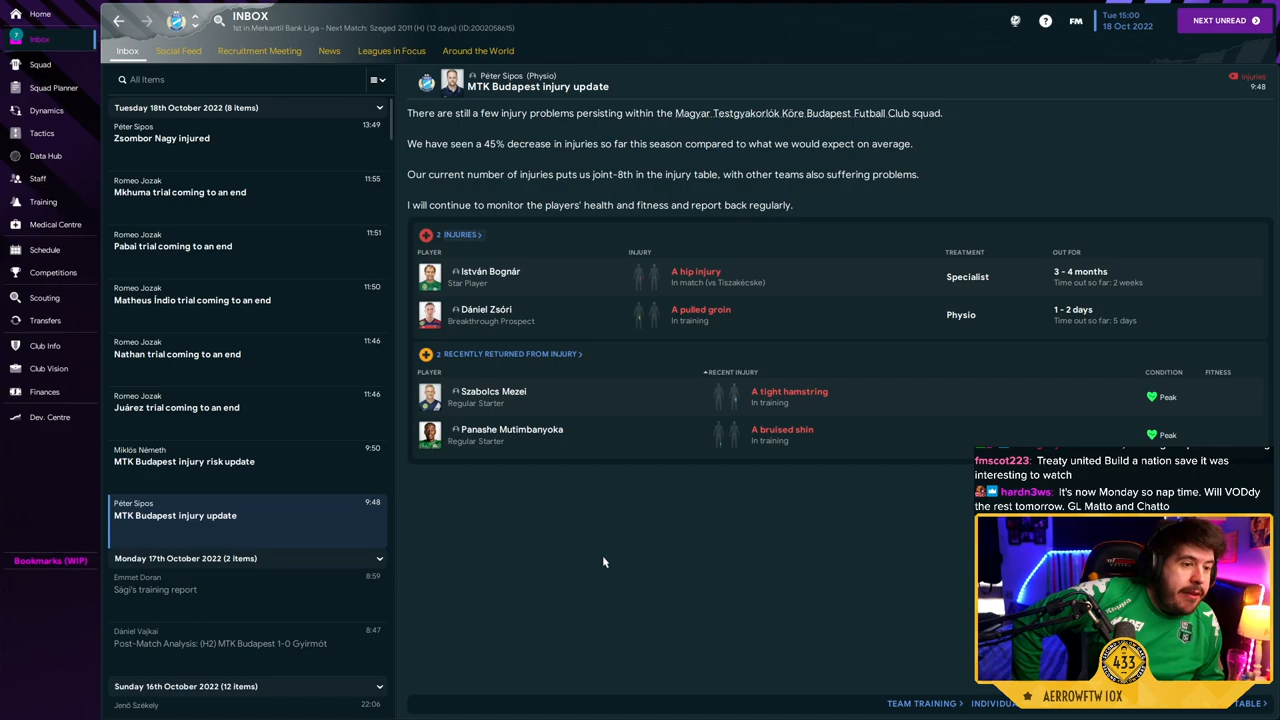 Home
7
Inbox
Squad
Squad Planner
Dynamics
Tactics
Data Hub
Staff
Training
Medical Centre
Schedule
Competitions
Scouting
Transfers
Club Info
Club Vision
Finances
Dev. Centre
Bookmarks (WIP)
INBOX
1st in Merkantil Bank Liga - Next Match: Szeged 2011 (H) (12 days) (ID:2002058615)
FM
Tue 15:00
18 Oct 2022
NEXT UNREAD
Inbox
Social Feed
Recruitment Meeting
News
Leagues in Focus
Around the World
All Items
Tuesday 18th October 2022 (8 items)
Péter Sipos 13:49
Zsombor Nagy injured
Romeo Jozak 11:55
Mkhuma trial coming to an end
Romeo Jozak 11:51
Pabai trial coming to an end
Romeo Jozak 11:50
Matheus Índio trial coming to an end
Romeo Jozak 11:46
Nathan trial coming to an end
Romeo Jozak 11:46
Juárez trial coming to an end
Miklós Németh 9:50
MTK Budapest injury risk update
Péter Sipos 9:48
MTK Budapest injury update
Monday 17th October 2022 (2 items)
Emmet Doran 8:59
Sági's training report
Dániel Vajkai 8:47
Post-Match Analysis: (H2) MTK Budapest 1-0 Gyirmót
Sunday 16th October 2022 (12 items)
Jenő Székely 22:06
Péter Sipos (Physio)
MTK Budapest injury update
Injuries
9:48
There are still a few injury problems persisting within the Magyar Testgyakorlók Köre Budapest Futball Club squad.
We have seen a 45% decrease in injuries so far this season compared to what we would expect on average.
Our current number of injuries puts us joint-8th in the injury table, with other teams also suffering problems.
I will continue to monitor the players' health and fitness and report back regularly.
2 INJURIES
PLAYER INJURY TREATMENT OUT FOR
István Bognár A hip injury Specialist 3 - 4 months
Star Player In match (vs Tiszakécske) Time out so far: 2 weeks
Dániel Zsóri A pulled groin Physio 1 - 2 days
Breakthrough Prospect In training Time out so far: 5 days
2 RECENTLY RETURNED FROM INJURY
PLAYER RECENT INJURY CONDITION FITNESS
Szabolcs Mezei A tight hamstring Peak
Regular Starter In training
Panashe Mutimbanyoka A bruised shin Peak
Regular Starter In training
fmscot223: Treaty united Build a nation save it was
interesting to watch
hardn3ws: It's now Monday so nap time. Will VODdy
the rest tomorrow. GL Matto and Chatto
433
AERROWFTW 10X
TEAM TRAINING
INDIVIDUA
TABLE